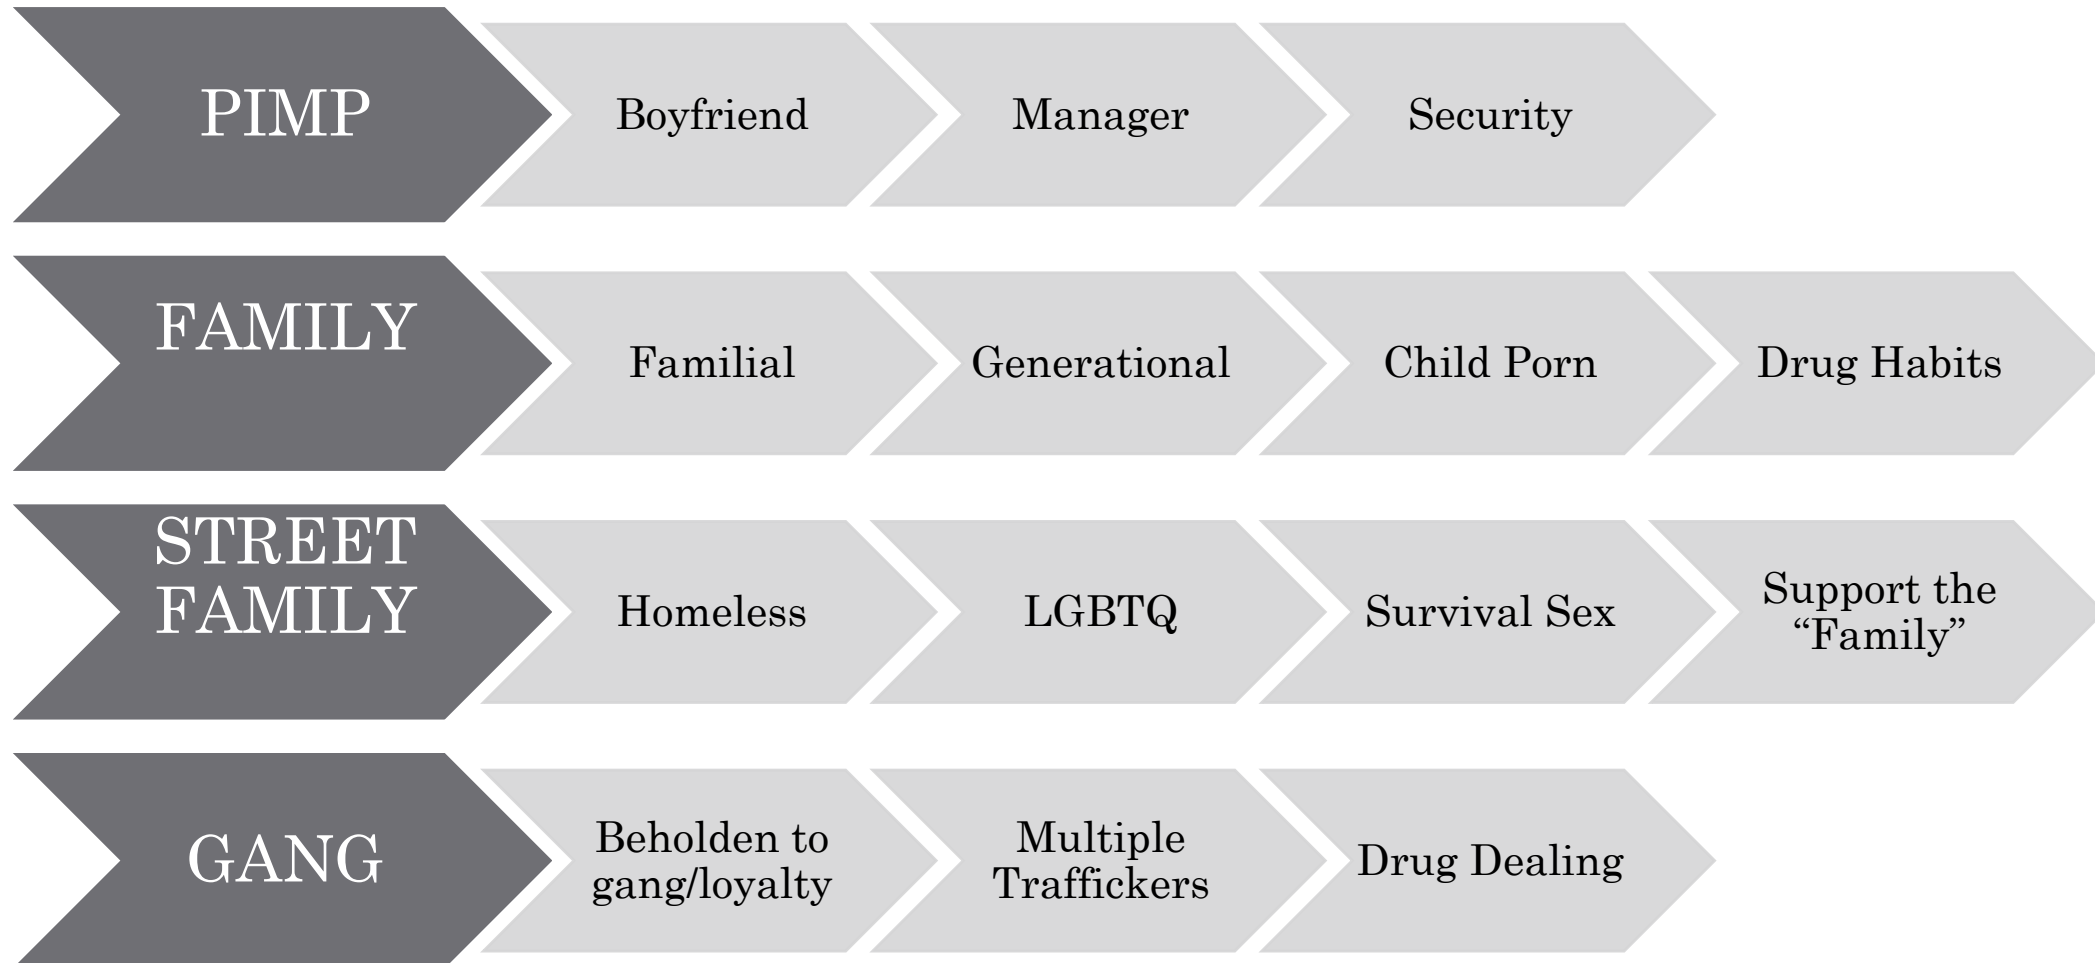 PIMP
Boyfriend
Manager
Security
FAMILY
Familial
Generational
Child Porn
Drug Habits
STREET
FAMILY
Homeless
LGBTQ
Survival Sex
Support the
“Family”
GANG
Beholden to
gang/loyalty
Multiple
Traffickers
Drug Dealing